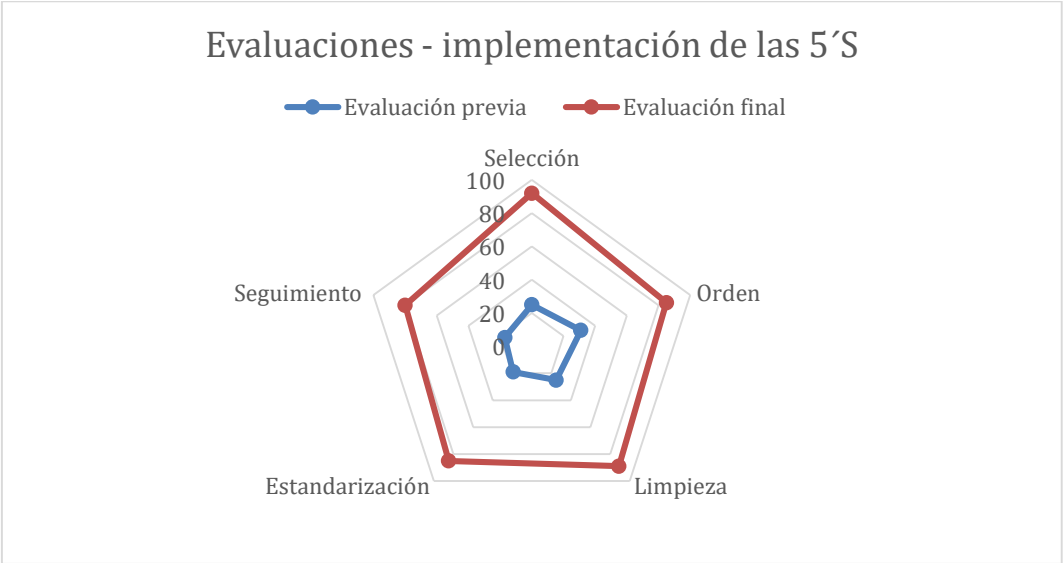 Evaluaciones - implementación de las 5´S
Evaluación previa
Evaluación final
Selección
100
80
60
40
20
0
Seguimiento
Orden
Estandarización
Limpieza